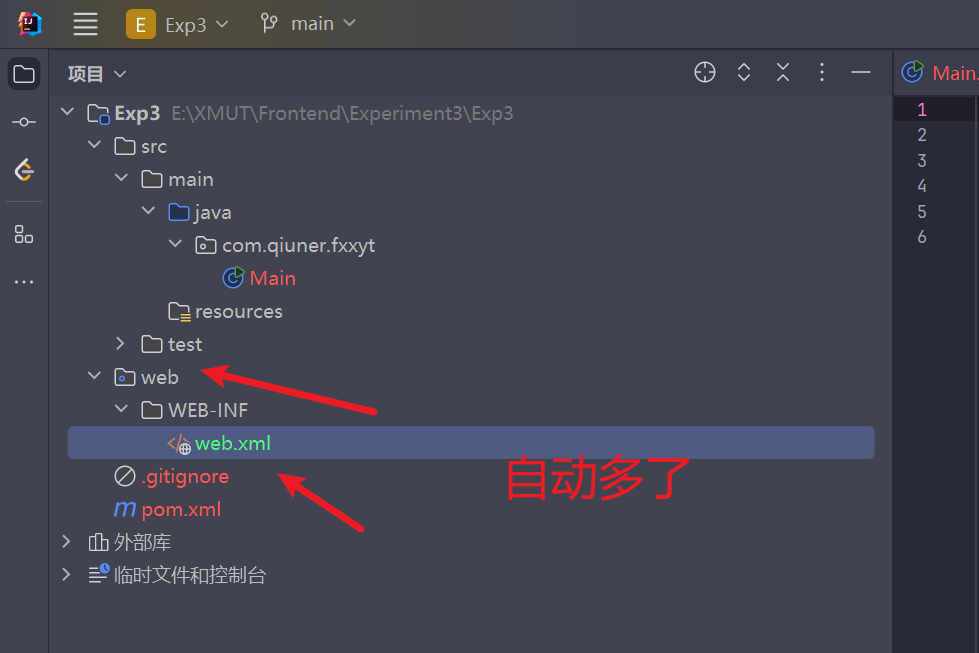 E Exp3 main
项目
Main.
Exp3 E:\XMUT\Frontend\Experiment3\Exp3
src
main
java
com.qiuner.fxxyt
Main
resources
test
web
WEB-INF
web.xml
自动多了
.gitignore
m pom.xml
外部库
临时文件和控制台
1
2
3
4
5
6